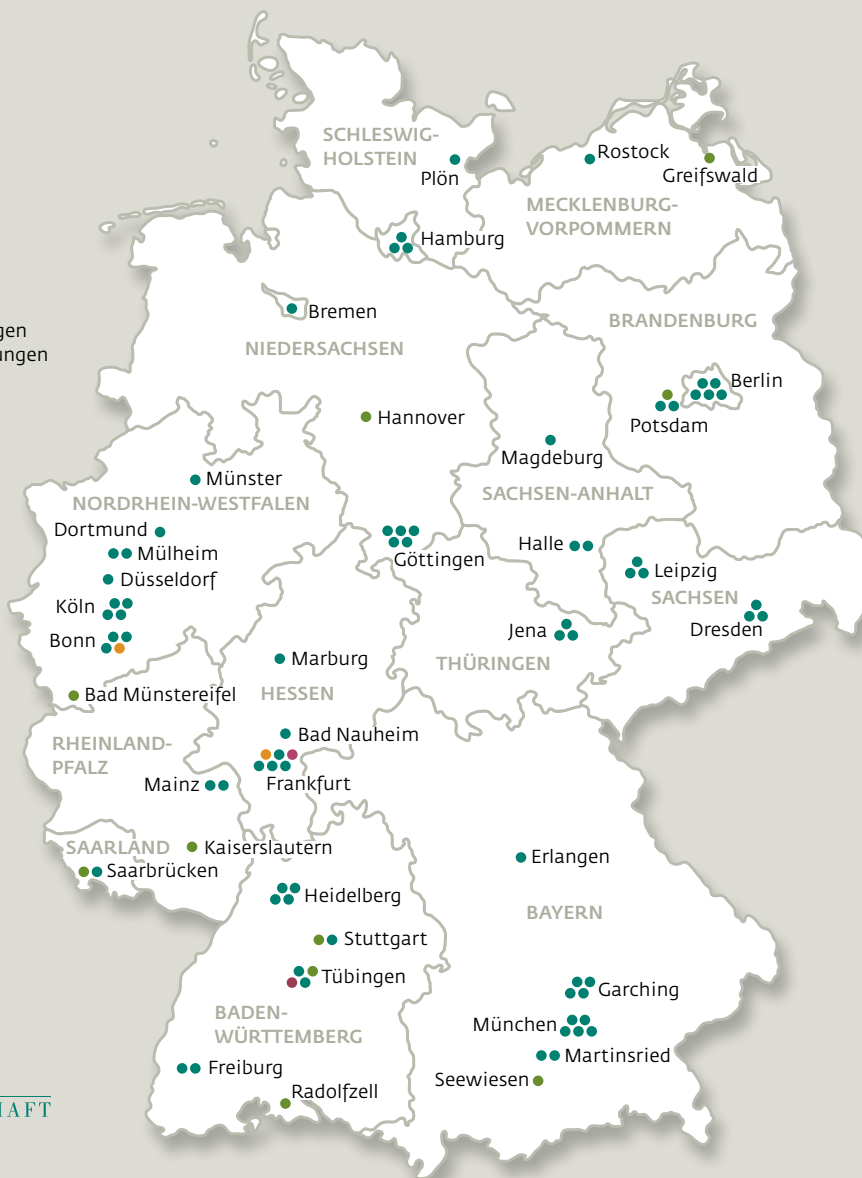 SCHLESWIG-
HOLSTEIN
Plön
Rostock
Greifswald
MECKLENBURG-
VORPOMMERN
Hamburg
Bremen
NIEDERSACHSEN
BRANDENBURG
Berlin
Potsdam
Hannover
Magdeburg
SACHSEN-ANHALT
Münster
NORDRHEIN-WESTFALEN
Dortmund
Mülheim
Düsseldorf
Köln
Bonn
Göttingen
Halle
Leipzig
SACHSEN
Dresden
Jena
THÜRINGEN
Marburg
HESSEN
Bad Münstereifel
Bad Nauheim
RHEINLAND-
PFALZ
Frankfurt
Mainz
SAARLAND
Kaiserslautern
Saarbrücken
Erlangen
Heidelberg
BAYERN
Stuttgart
Tübingen
Garching
BADEN-
WÜRTTEMBERG
München
Martinsried
Freiburg
Seewiesen
Radolfzell